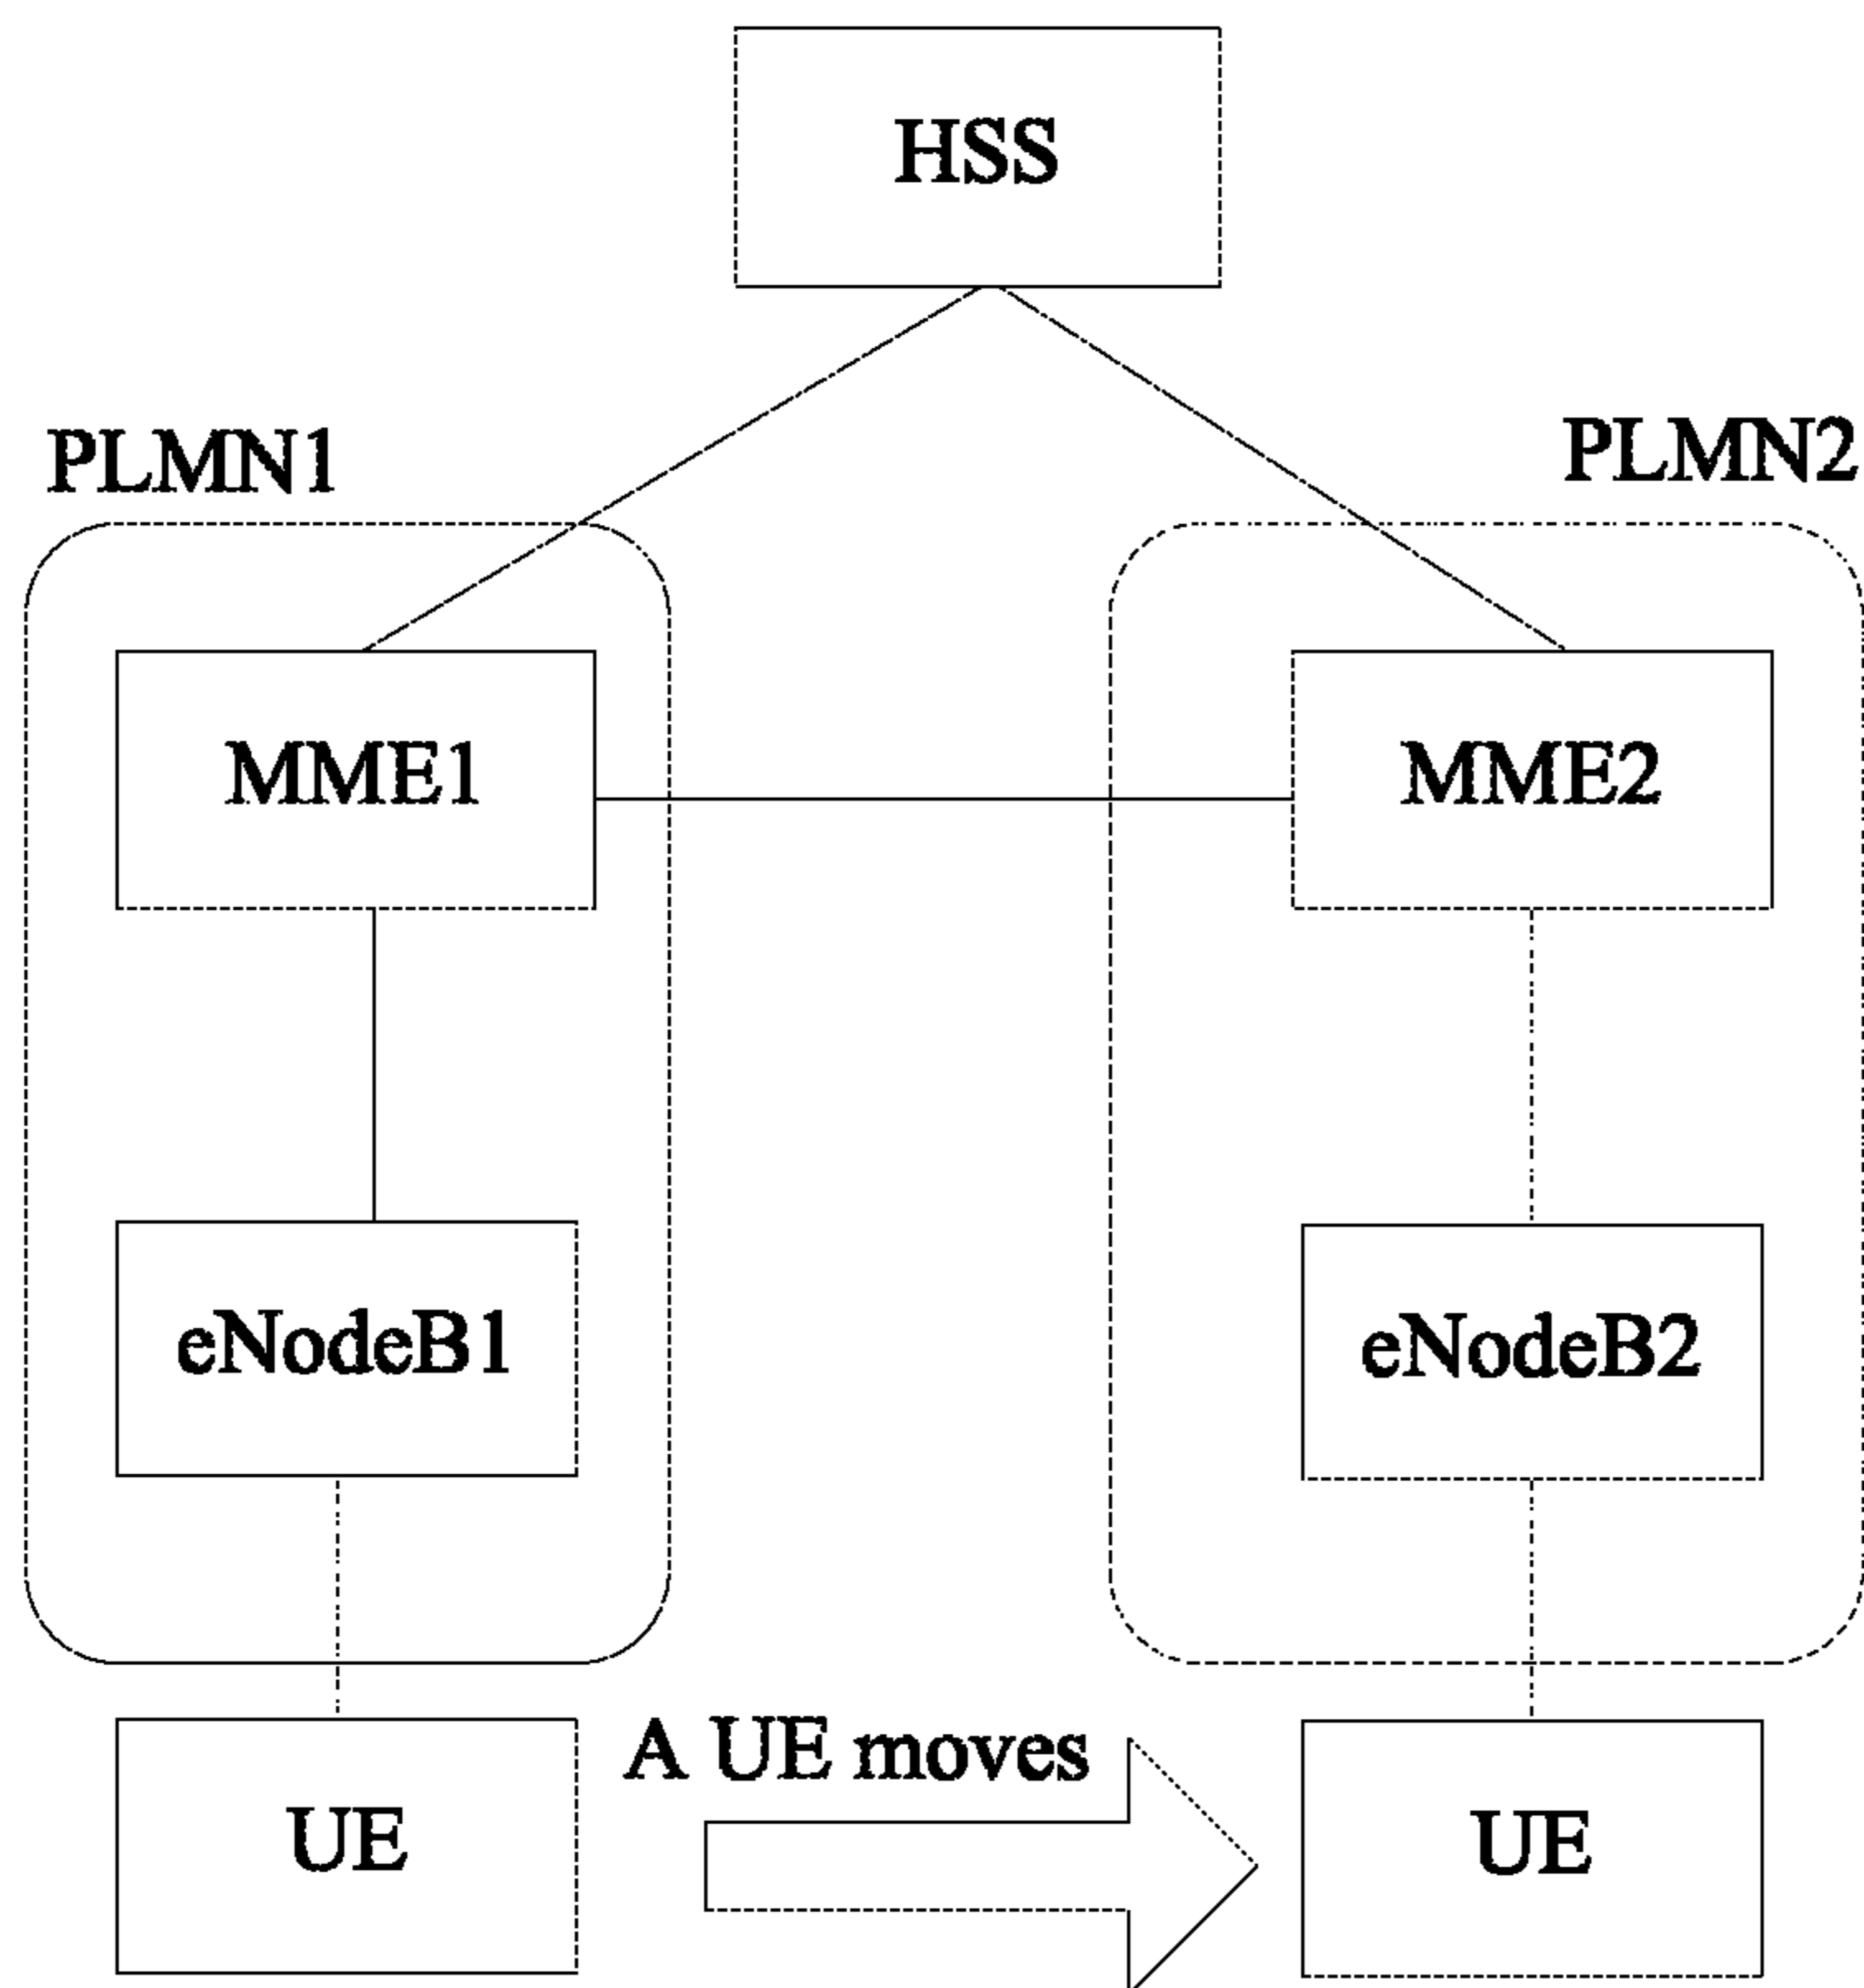 HSS
PLMN1
PLMN2
MME1
MME2
eNodeB1
eNodeB2
A UE moves
UE
UE